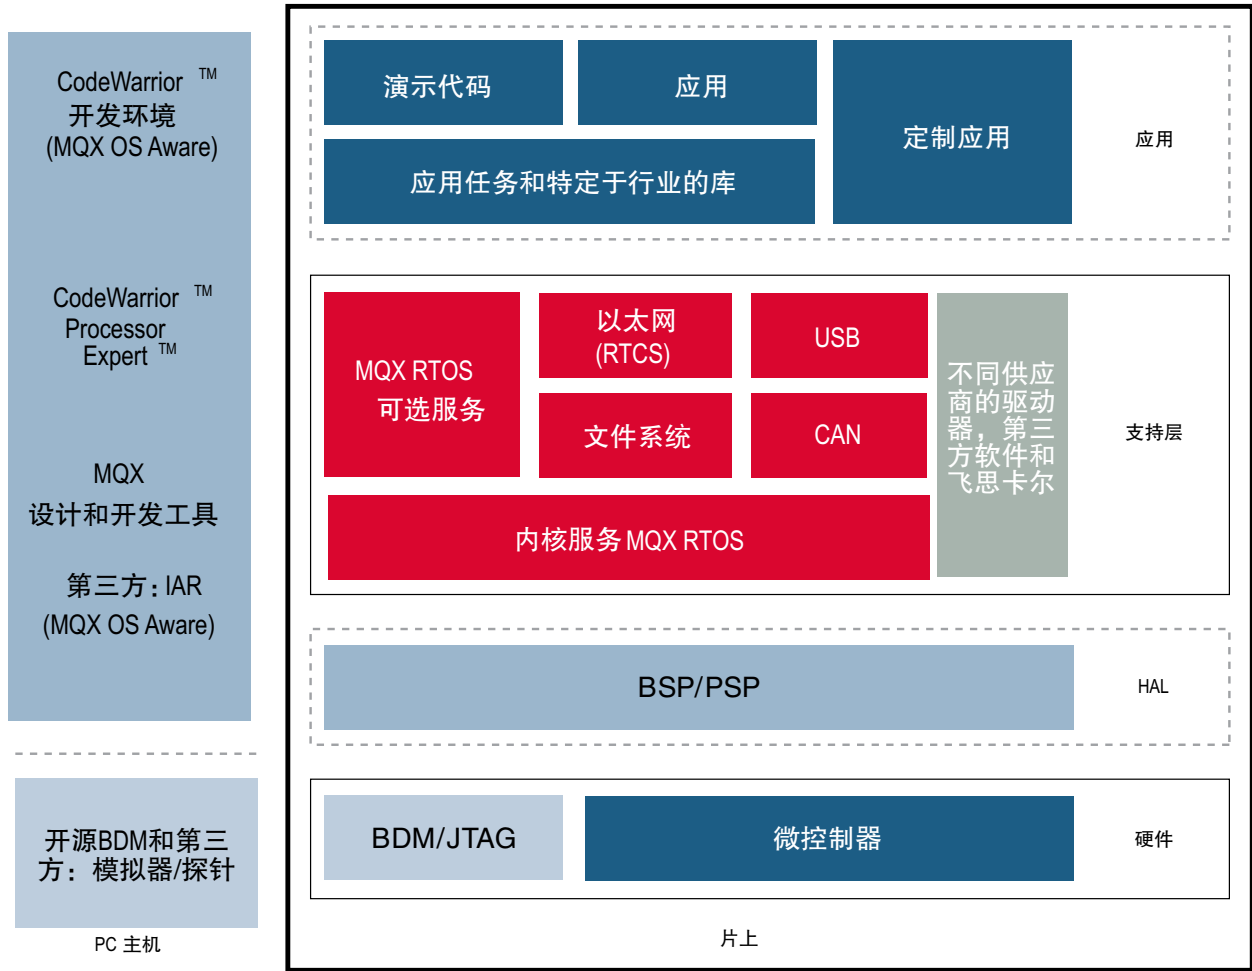 CodeWarrior ™
开发环境
(MQX OS Aware)
CodeWarrior ™
Processor
Expert ™
MQX
设计和开发工具
第三方：IAR
(MQX OS Aware)
开源BDM和第三
方：模拟器/探针
PC 主机
演示代码
应用
应用任务和特定于行业的库
定制应用
应用
MQX RTOS
可选服务
以太网
(RTCS)
USB
文件系统
CAN
内核服务MQX RTOS
不同供应
商的驱动
器，第三
方软件和
飞思卡尔
支持层
BSP/PSP
HAL
BDM/JTAG
微控制器
硬件
片上